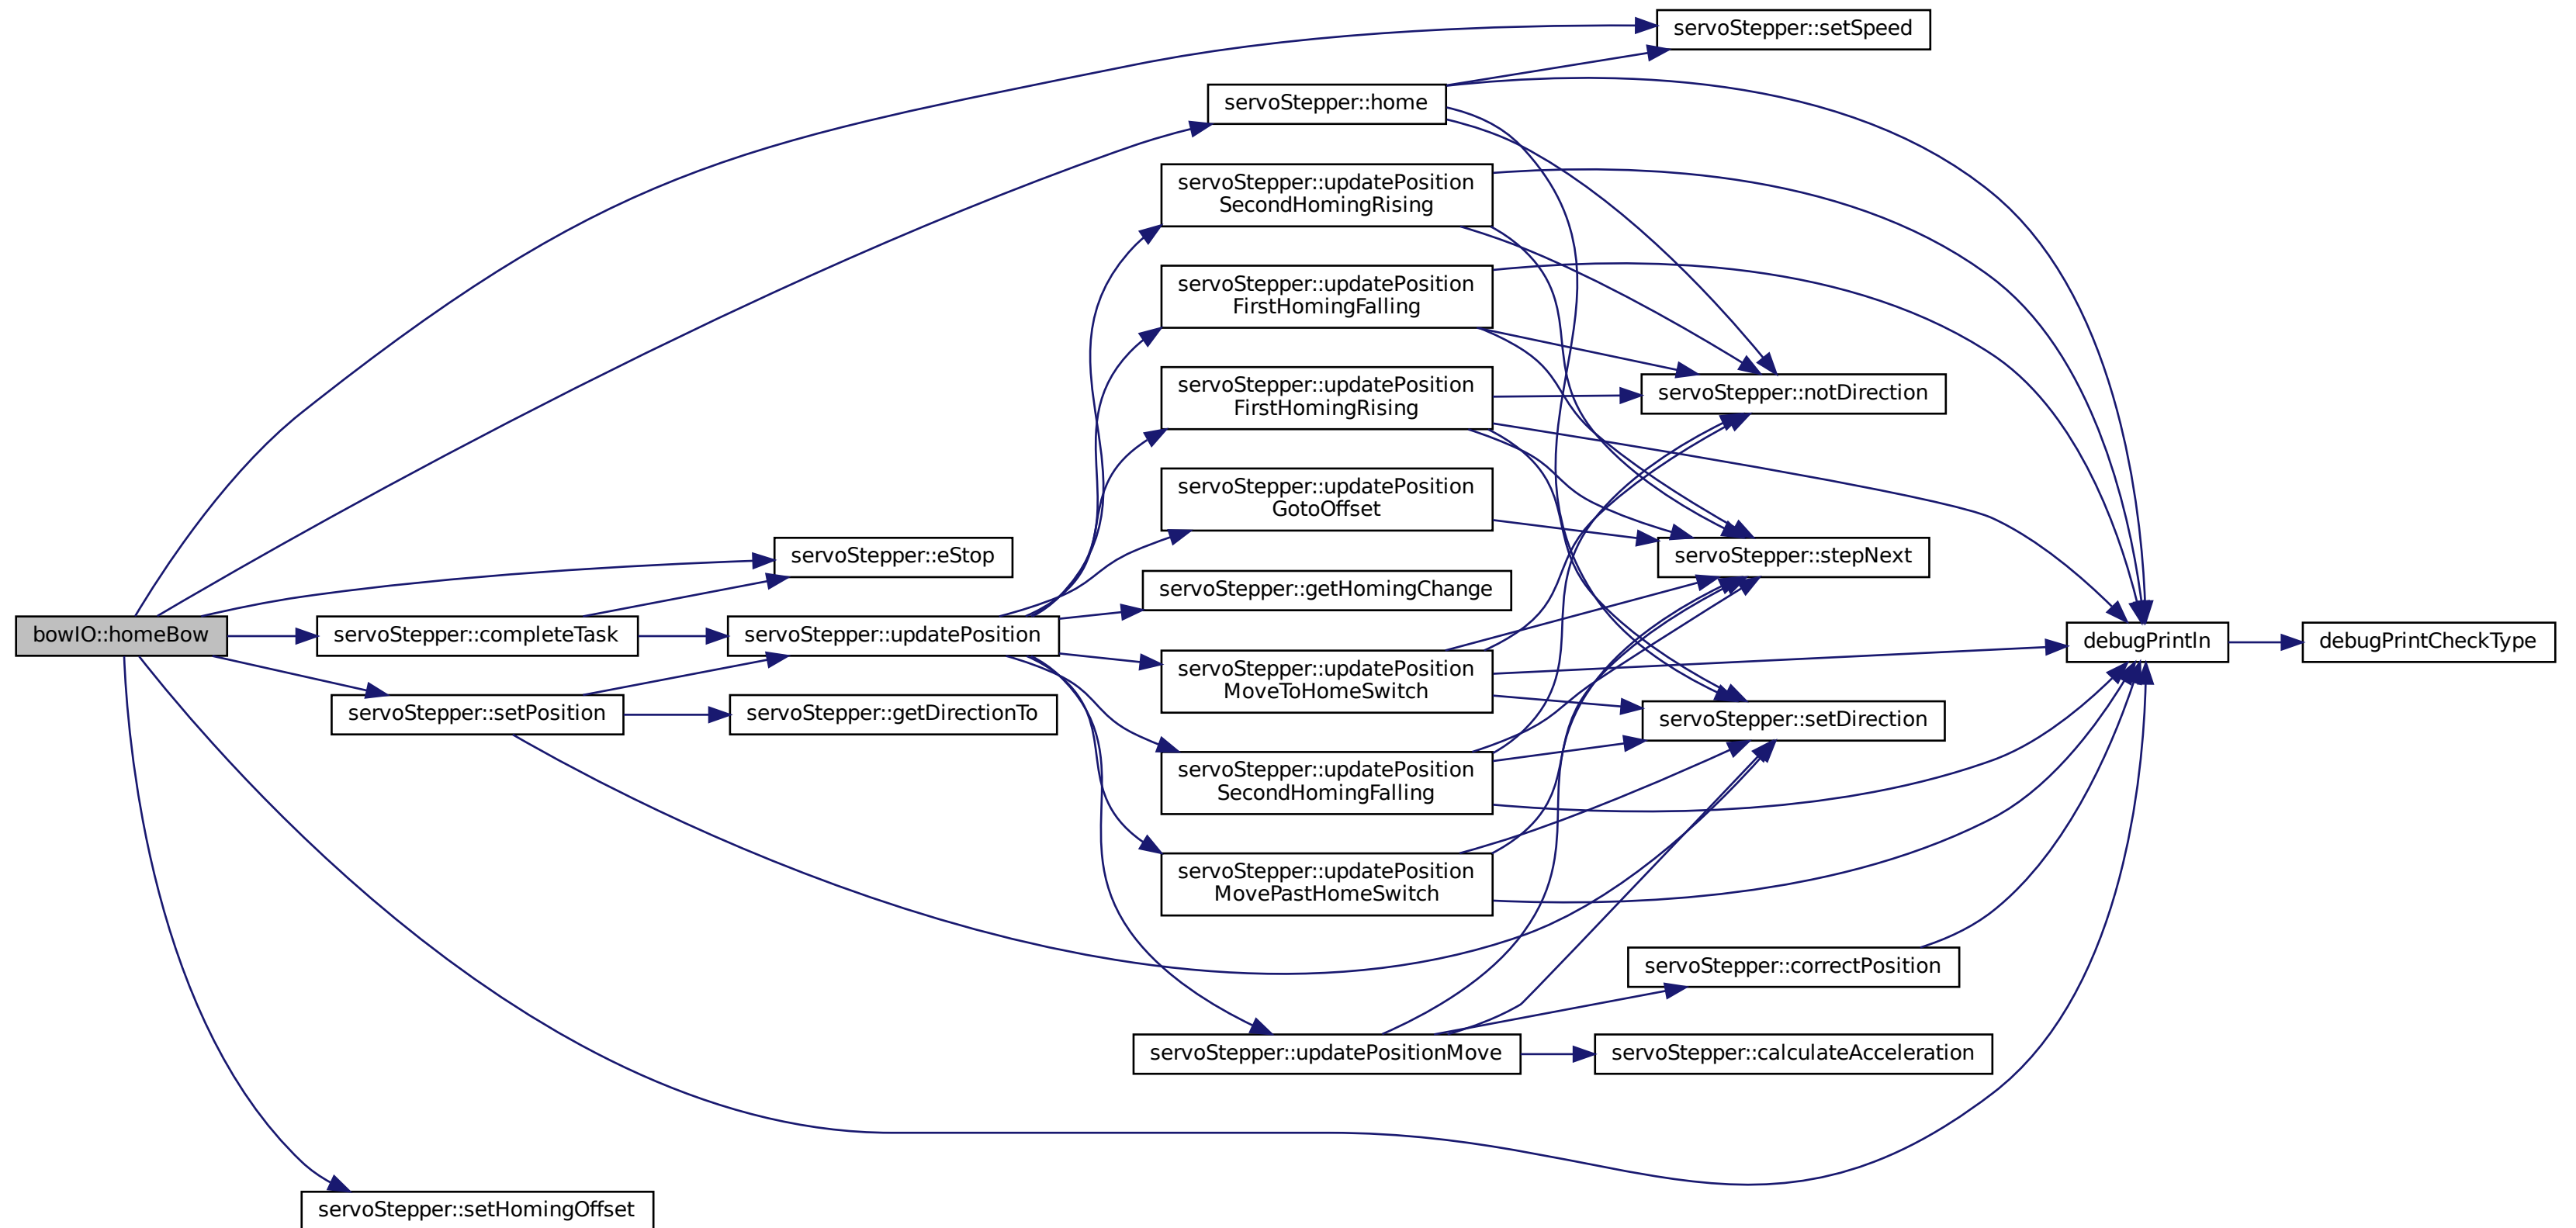 servoStepper::setSpeed
servoStepper::home
servoStepper::updatePosition
SecondHomingRising
servoStepper::updatePosition
FirstHomingFalling
servoStepper::updatePosition
FirstHomingRising
servoStepper::notDirection
servoStepper::updatePosition
GotoOffset
servoStepper::eStop
servoStepper::stepNext
servoStepper::getHomingChange
bowIO::homeBow
servoStepper::completeTask
servoStepper::updatePosition
debugPrintln
debugPrintCheckType
servoStepper::updatePosition
MoveToHomeSwitch
servoStepper::setPosition
servoStepper::getDirectionTo
servoStepper::setDirection
servoStepper::updatePosition
SecondHomingFalling
servoStepper::updatePosition
MovePastHomeSwitch
servoStepper::correctPosition
servoStepper::updatePositionMove
servoStepper::calculateAcceleration
servoStepper::setHomingOffset